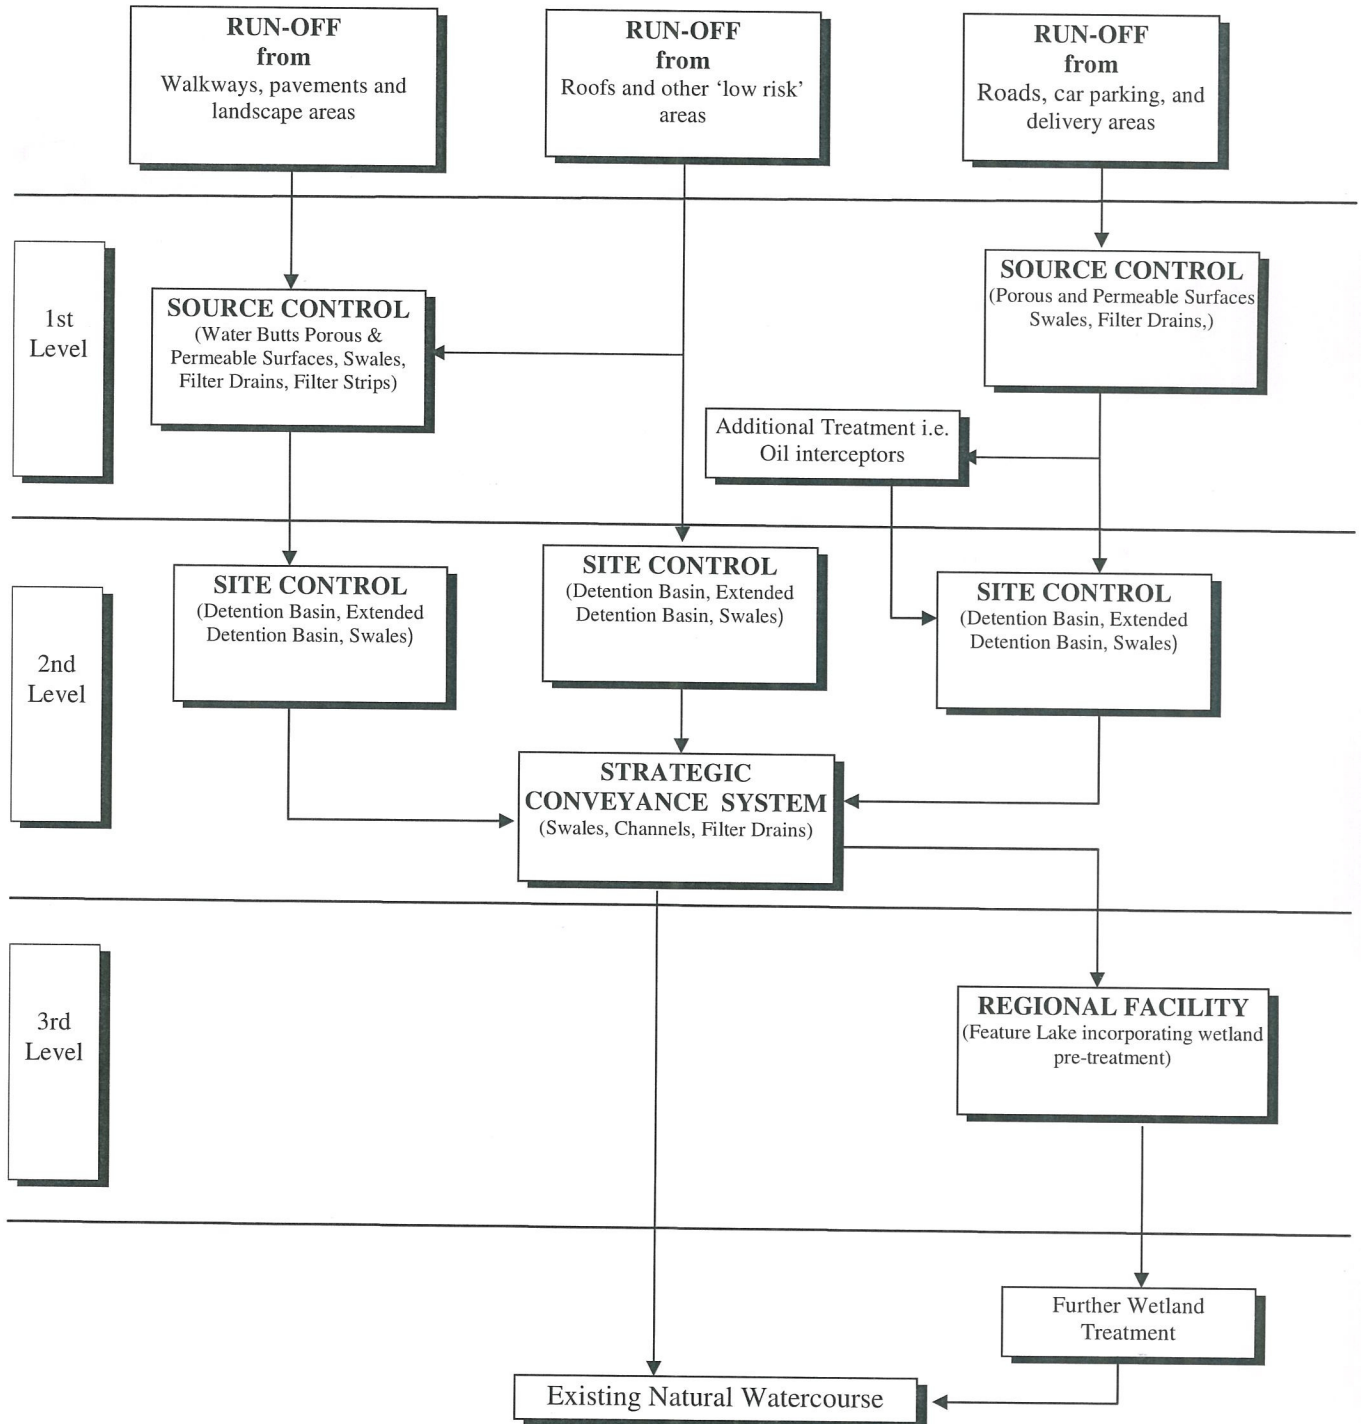 RUN-OFF
from
Walkways, pavements and
landscape areas
RUN-OFF
from
Roofs and other ‘low risk’
areas
RUN-OFF
from
Roads, car parking, and
delivery areas
1st
Level
SOURCE CONTROL
(Water Butts Porous &
Permeable Surfaces, Swales,
Filter Drains, Filter Strips)
SOURCE CONTROL
(Porous and Permeable Surfaces
Swales, Filter Drains,)
Additional Treatment i.e.
Oil interceptors
2nd
Level
SITE CONTROL
(Detention Basin, Extended
Detention Basin, Swales)
SITE CONTROL
(Detention Basin, Extended
Detention Basin, Swales)
SITE CONTROL
(Detention Basin, Extended
Detention Basin, Swales)
STRATEGIC
CONVEYANCE SYSTEM
(Swales, Channels, Filter Drains)
3rd
Level
REGIONAL FACILITY
(Feature Lake incorporating wetland
pre-treatment)
Further Wetland
Treatment
Existing Natural Watercourse